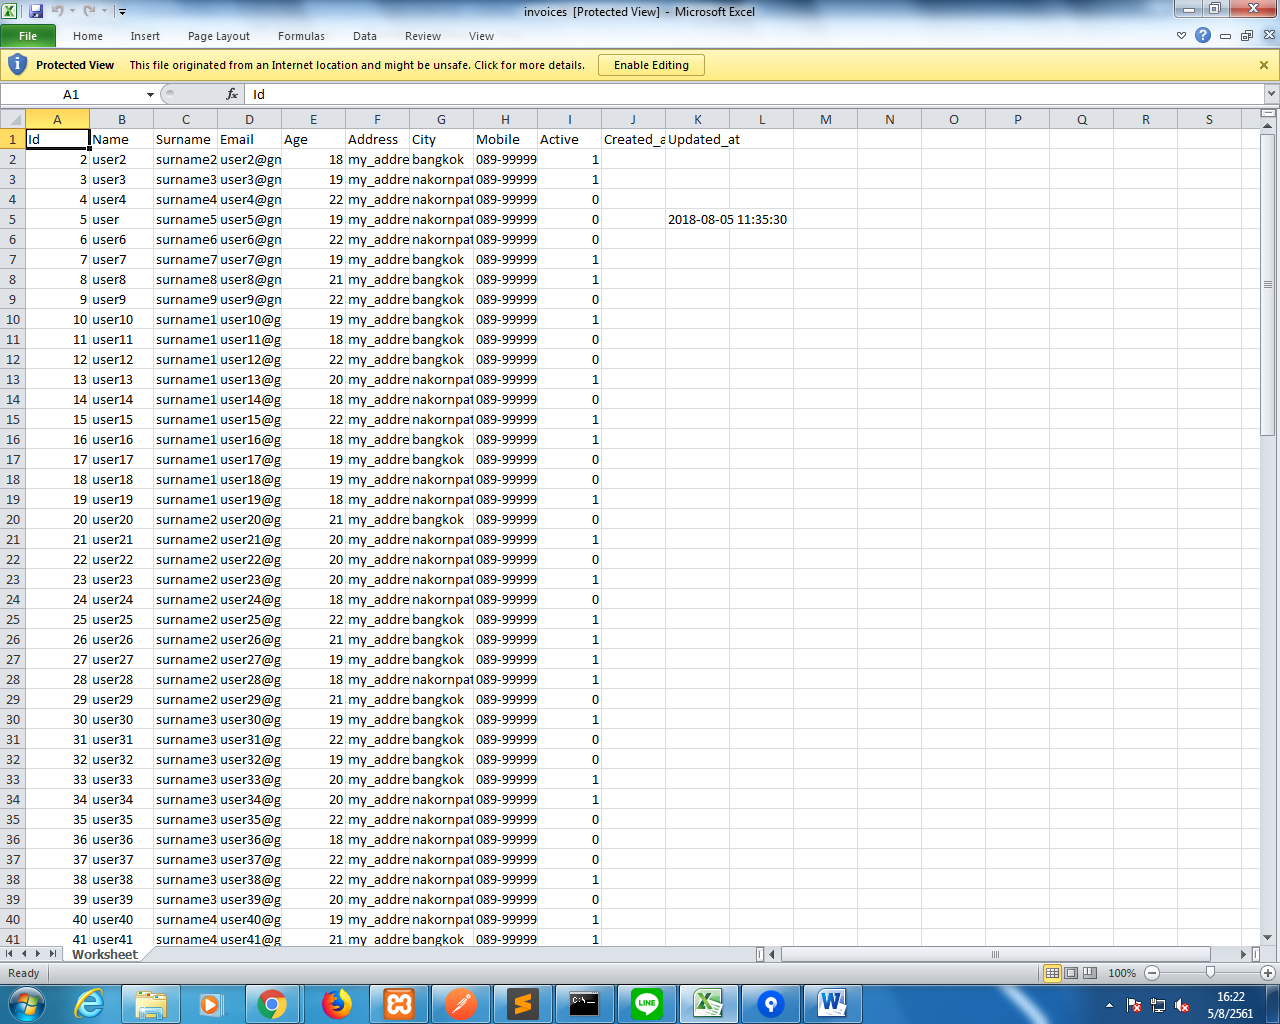 invoices [Protected View] - Microsoft Excel
File Home Insert Page Layout Formulas Data Review View
Protected View This file originated from an Internet location and might be unsafe. Click for more details. Enable Editing
A1 fx Id
A B C D E F G H I J K L M N O P Q R S
1 Id Name Surname Email Age Address City Mobile Active Created_a Updated_at
2 2 user2 surname2 user2@gn 18 my_addre bangkok 089-99999 1
3 3 user3 surname3 user3@gn 19 my_addre nakornpat 089-99999 1
4 4 user4 surname4 user4@gn 22 my_addre nakornpat 089-99999 0
5 5 user surname5 user5@gn 19 my_addre nakornpat 089-99999 0 2018-08-05 11:35:30
6 6 user6 surname6 user6@gn 22 my_addre nakornpat 089-99999 0
7 7 user7 surname7 user7@gn 19 my_addre bangkok 089-99999 1
8 8 user8 surname8 user8@gn 21 my_addre bangkok 089-99999 1
9 9 user9 surname9 user9@gn 22 my_addre bangkok 089-99999 0
10 10 user10 surname1 user10@g 19 my_addre bangkok 089-99999 1
11 11 user11 surname1 user11@g 18 my_addre bangkok 089-99999 0
12 12 user12 surname1 user12@g 22 my_addre bangkok 089-99999 0
13 13 user13 surname1 user13@g 20 my_addre nakornpat 089-99999 1
14 14 user14 surname1 user14@g 18 my_addre nakornpat 089-99999 0
15 15 user15 surname1 user15@g 22 my_addre nakornpat 089-99999 1
16 16 user16 surname1 user16@g 18 my_addre bangkok 089-99999 1
17 17 user17 surname1 user17@g 19 my_addre bangkok 089-99999 0
18 18 user18 surname1 user18@g 19 my_addre nakornpat 089-99999 0
19 19 user19 surname1 user19@g 18 my_addre nakornpat 089-99999 1
20 20 user20 surname2 user20@g 21 my_addre bangkok 089-99999 0
21 21 user21 surname2 user21@g 20 my_addre nakornpat 089-99999 1
22 22 user22 surname2 user22@g 20 my_addre nakornpat 089-99999 0
23 23 user23 surname2 user23@g 20 my_addre nakornpat 089-99999 1
24 24 user24 surname2 user24@g 18 my_addre nakornpat 089-99999 0
25 25 user25 surname2 user25@g 22 my_addre bangkok 089-99999 1
26 26 user26 surname2 user26@g 21 my_addre bangkok 089-99999 1
27 27 user27 surname2 user27@g 19 my_addre bangkok 089-99999 1
28 28 user28 surname2 user28@g 18 my_addre nakornpat 089-99999 1
29 29 user29 surname2 user29@g 21 my_addre bangkok 089-99999 0
30 30 user30 surname3 user30@g 19 my_addre bangkok 089-99999 1
31 31 user31 surname3 user31@g 22 my_addre bangkok 089-99999 0
32 32 user32 surname3 user32@g 19 my_addre bangkok 089-99999 0
33 33 user33 surname3 user33@g 20 my_addre bangkok 089-99999 1
34 34 user34 surname3 user34@g 20 my_addre nakornpat 089-99999 1
35 35 user35 surname3 user35@g 22 my_addre nakornpat 089-99999 0
36 36 user36 surname3 user36@g 18 my_addre nakornpat 089-99999 0
37 37 user37 surname3 user37@g 22 my_addre nakornpat 089-99999 0
38 38 user38 surname3 user38@g 22 my_addre nakornpat 089-99999 1
39 39 user39 surname3 user39@g 20 my_addre nakornpat 089-99999 0
40 40 user40 surname4 user40@g 19 my_addre nakornpat 089-99999 1
41 41 user41 surname4 user41@g 21 my_addre bangkok 089-99999 1
Worksheet
Ready 100%
C:\_
LINE
16:22
5/8/2561